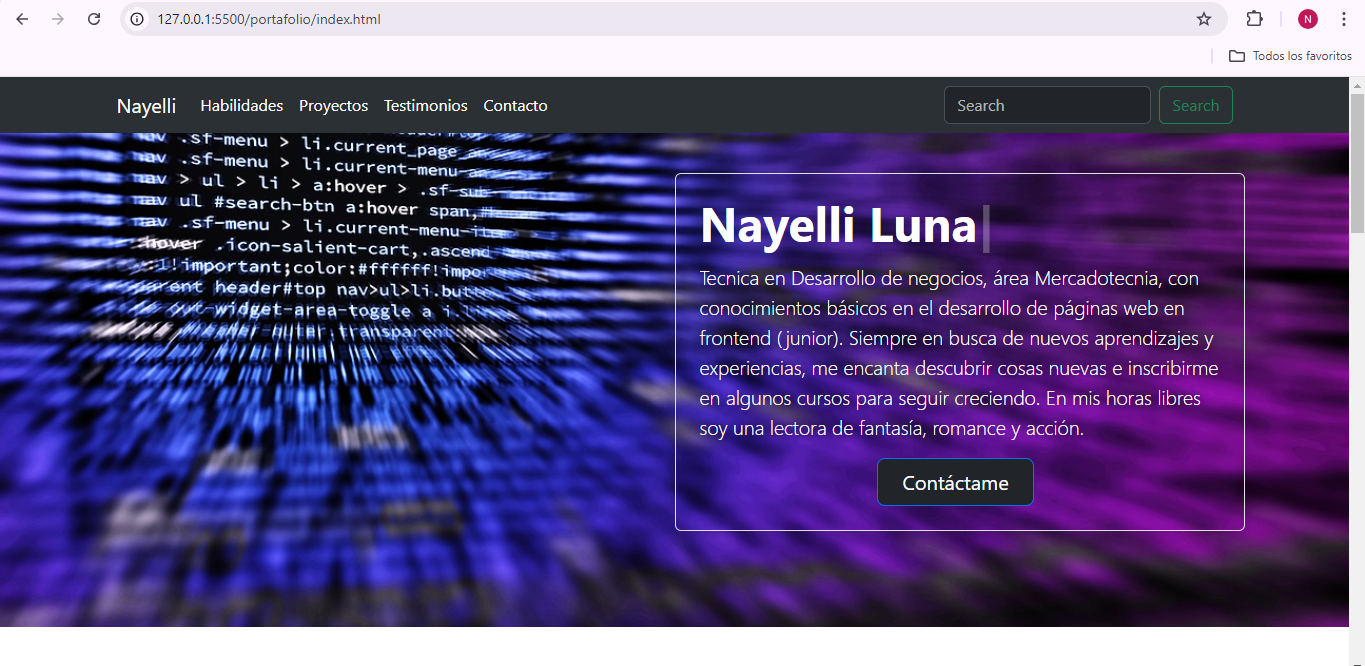 127.0.0.1:5500/portafolio/index.html
N
Todos los favoritos
Nayelli Habilidades Proyectos Testimonios Contacto Search Search
nav .sf-menu > li.current_page
nav .sf-menu > li.current-menu-an
nav > ul > li > a:hover > .sf-sub
nav ul #search-btn a:hover span,
nav .sf-menu > li.current-menu-ite
:hover .icon-salient-cart,.ascend
!important;color:#ffffff!impo
parent header#top nav>ul>li.butt
-widget-area-toggle a i.
transparent
Nayelli Luna
Tecnica en Desarrollo de negocios, área Mercadotecnia, con
conocimientos básicos en el desarrollo de páginas web en
frontend (junior). Siempre en busca de nuevos aprendizajes y
experiencias, me encanta descubrir cosas nuevas e inscribirme
en algunos cursos para seguir creciendo. En mis horas libres
soy una lectora de fantasía, romance y acción.
Contáctame